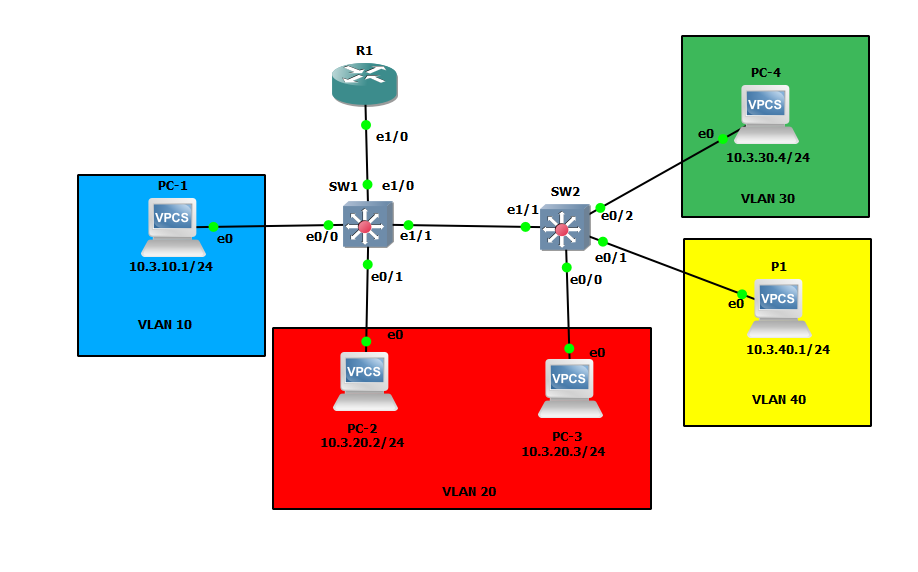 R1
e1/0
SW1
e1/0
e0/0
e1/1
e0/1
PC-1
VPCS
e0
10.3.10.1/24
VLAN 10
SW2
e1/1
e0/2
e0/1
e0/0
PC-4
VPCS
e0
10.3.30.4/24
VLAN 30
P1
VPCS
e0
10.3.40.1/24
VLAN 40
e0
VPCS
PC-2
10.3.20.2/24
e0
VPCS
PC-3
10.3.20.3/24
VLAN 20